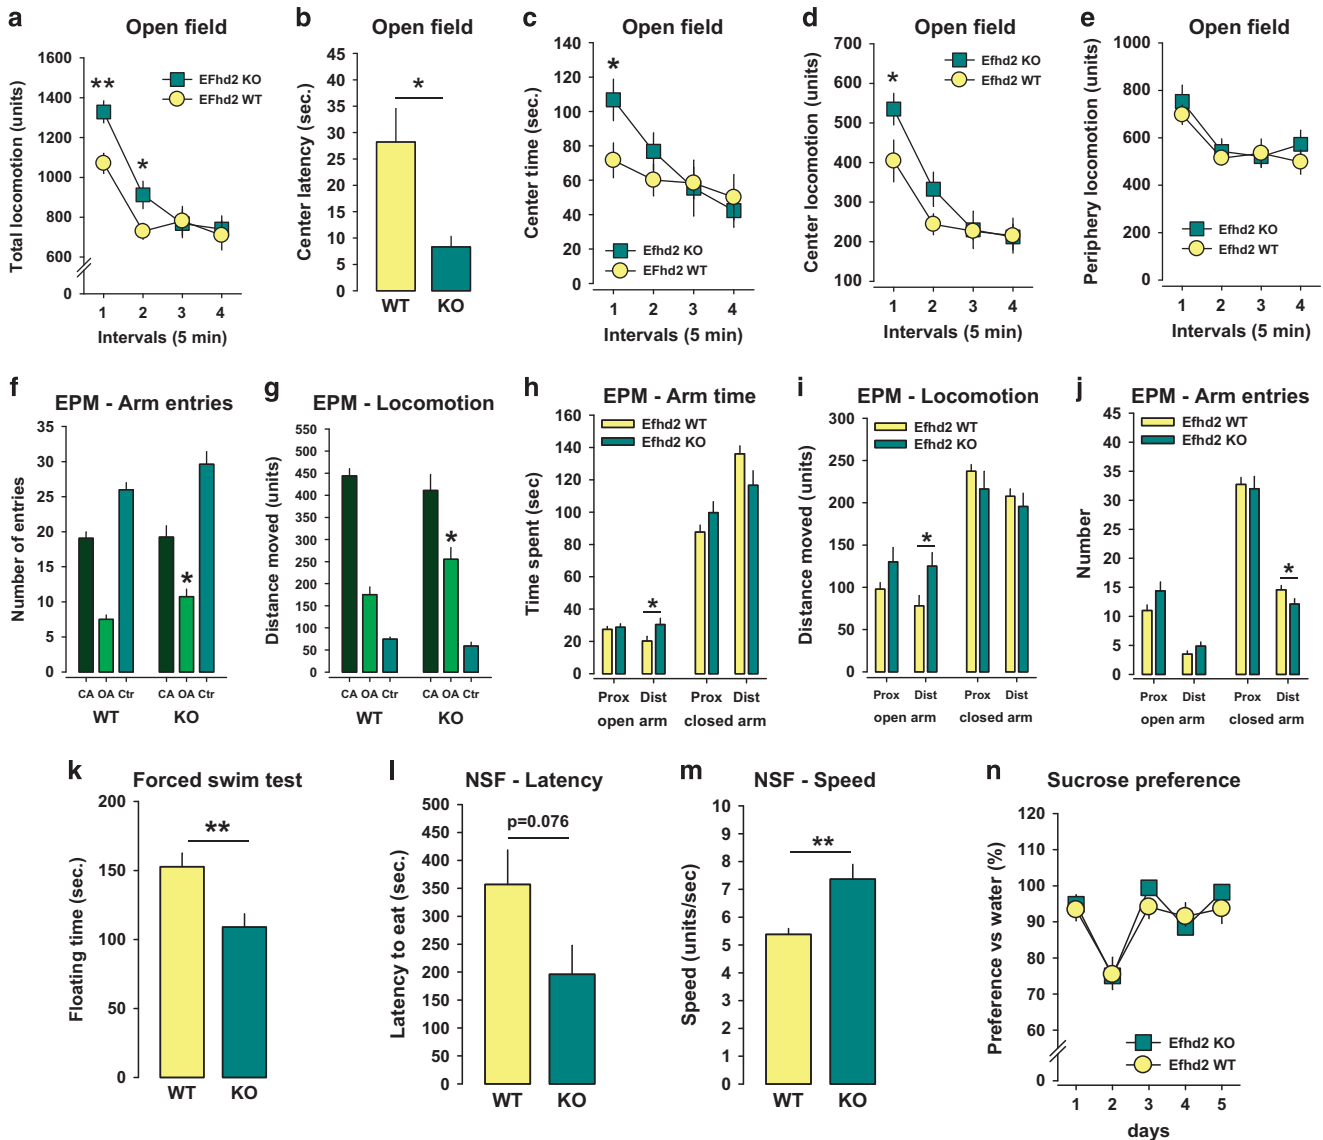 a
Open field
Total locomotion (units)
1600
1400
1200
1000
800
600
0
**
*
EFhd2 KO
EFhd2 WT
1 2 3 4
Intervals (5 min)
b
Open field
Center latency (sec.)
45
40
35
30
25
20
15
10
5
0
*
WT KO
c
Open field
Center time (sec.)
140
120
100
80
60
40
20
0
*
Efhd2 KO
EFhd2 WT
1 2 3 4
Intervals (5 min)
d
Open field
Center locomotion (units)
700
600
500
400
300
200
100
*
Efhd2 KO
Efhd2 WT
1 2 3 4
Intervals (5 min)
e
Open field
Periphery locomotion (units)
1000
800
600
400
200
0
Efhd2 KO
Efhd2 WT
1 2 3 4
Intervals (5 min)
f
EPM - Arm entries
Number of entries
35
30
25
20
15
10
5
0
*
CA OA Ctr CA OA Ctr
WT KO
g
EPM - Locomotion
Distance moved (units)
550
500
450
400
350
300
250
200
150
100
50
0
*
CA OA Ctr CA OA Ctr
WT KO
h
EPM - Arm time
Time spent (sec)
160
140
120
100
80
60
40
20
0
Efhd2 WT
Efhd2 KO
*
Prox Dist Prox Dist
open arm closed arm
i
EPM - Locomotion
Distance moved (units)
300
250
200
150
100
50
0
Efhd2 WT
Efhd2 KO
*
Prox Dist Prox Dist
open arm closed arm
j
EPM - Arm entries
Number
45
40
35
30
25
20
15
10
5
0
Efhd2 WT
Efhd2 KO
*
Prox Dist Prox Dist
open arm closed arm
k
Forced swim test
Floating time (sec.)
200
150
100
50
0
**
WT KO
l
NSF - Latency
Latency to eat (sec.)
500
450
400
350
300
250
200
150
100
50
0
p=0.076
WT KO
m
NSF - Speed
Speed (units/sec)
10
9
8
7
6
5
4
3
2
1
0
**
WT KO
n
Sucrose preference
Preference vs water (%)
120
110
100
90
80
70
60
0
Efhd2 KO
Efhd2 WT
1 2 3 4 5
days